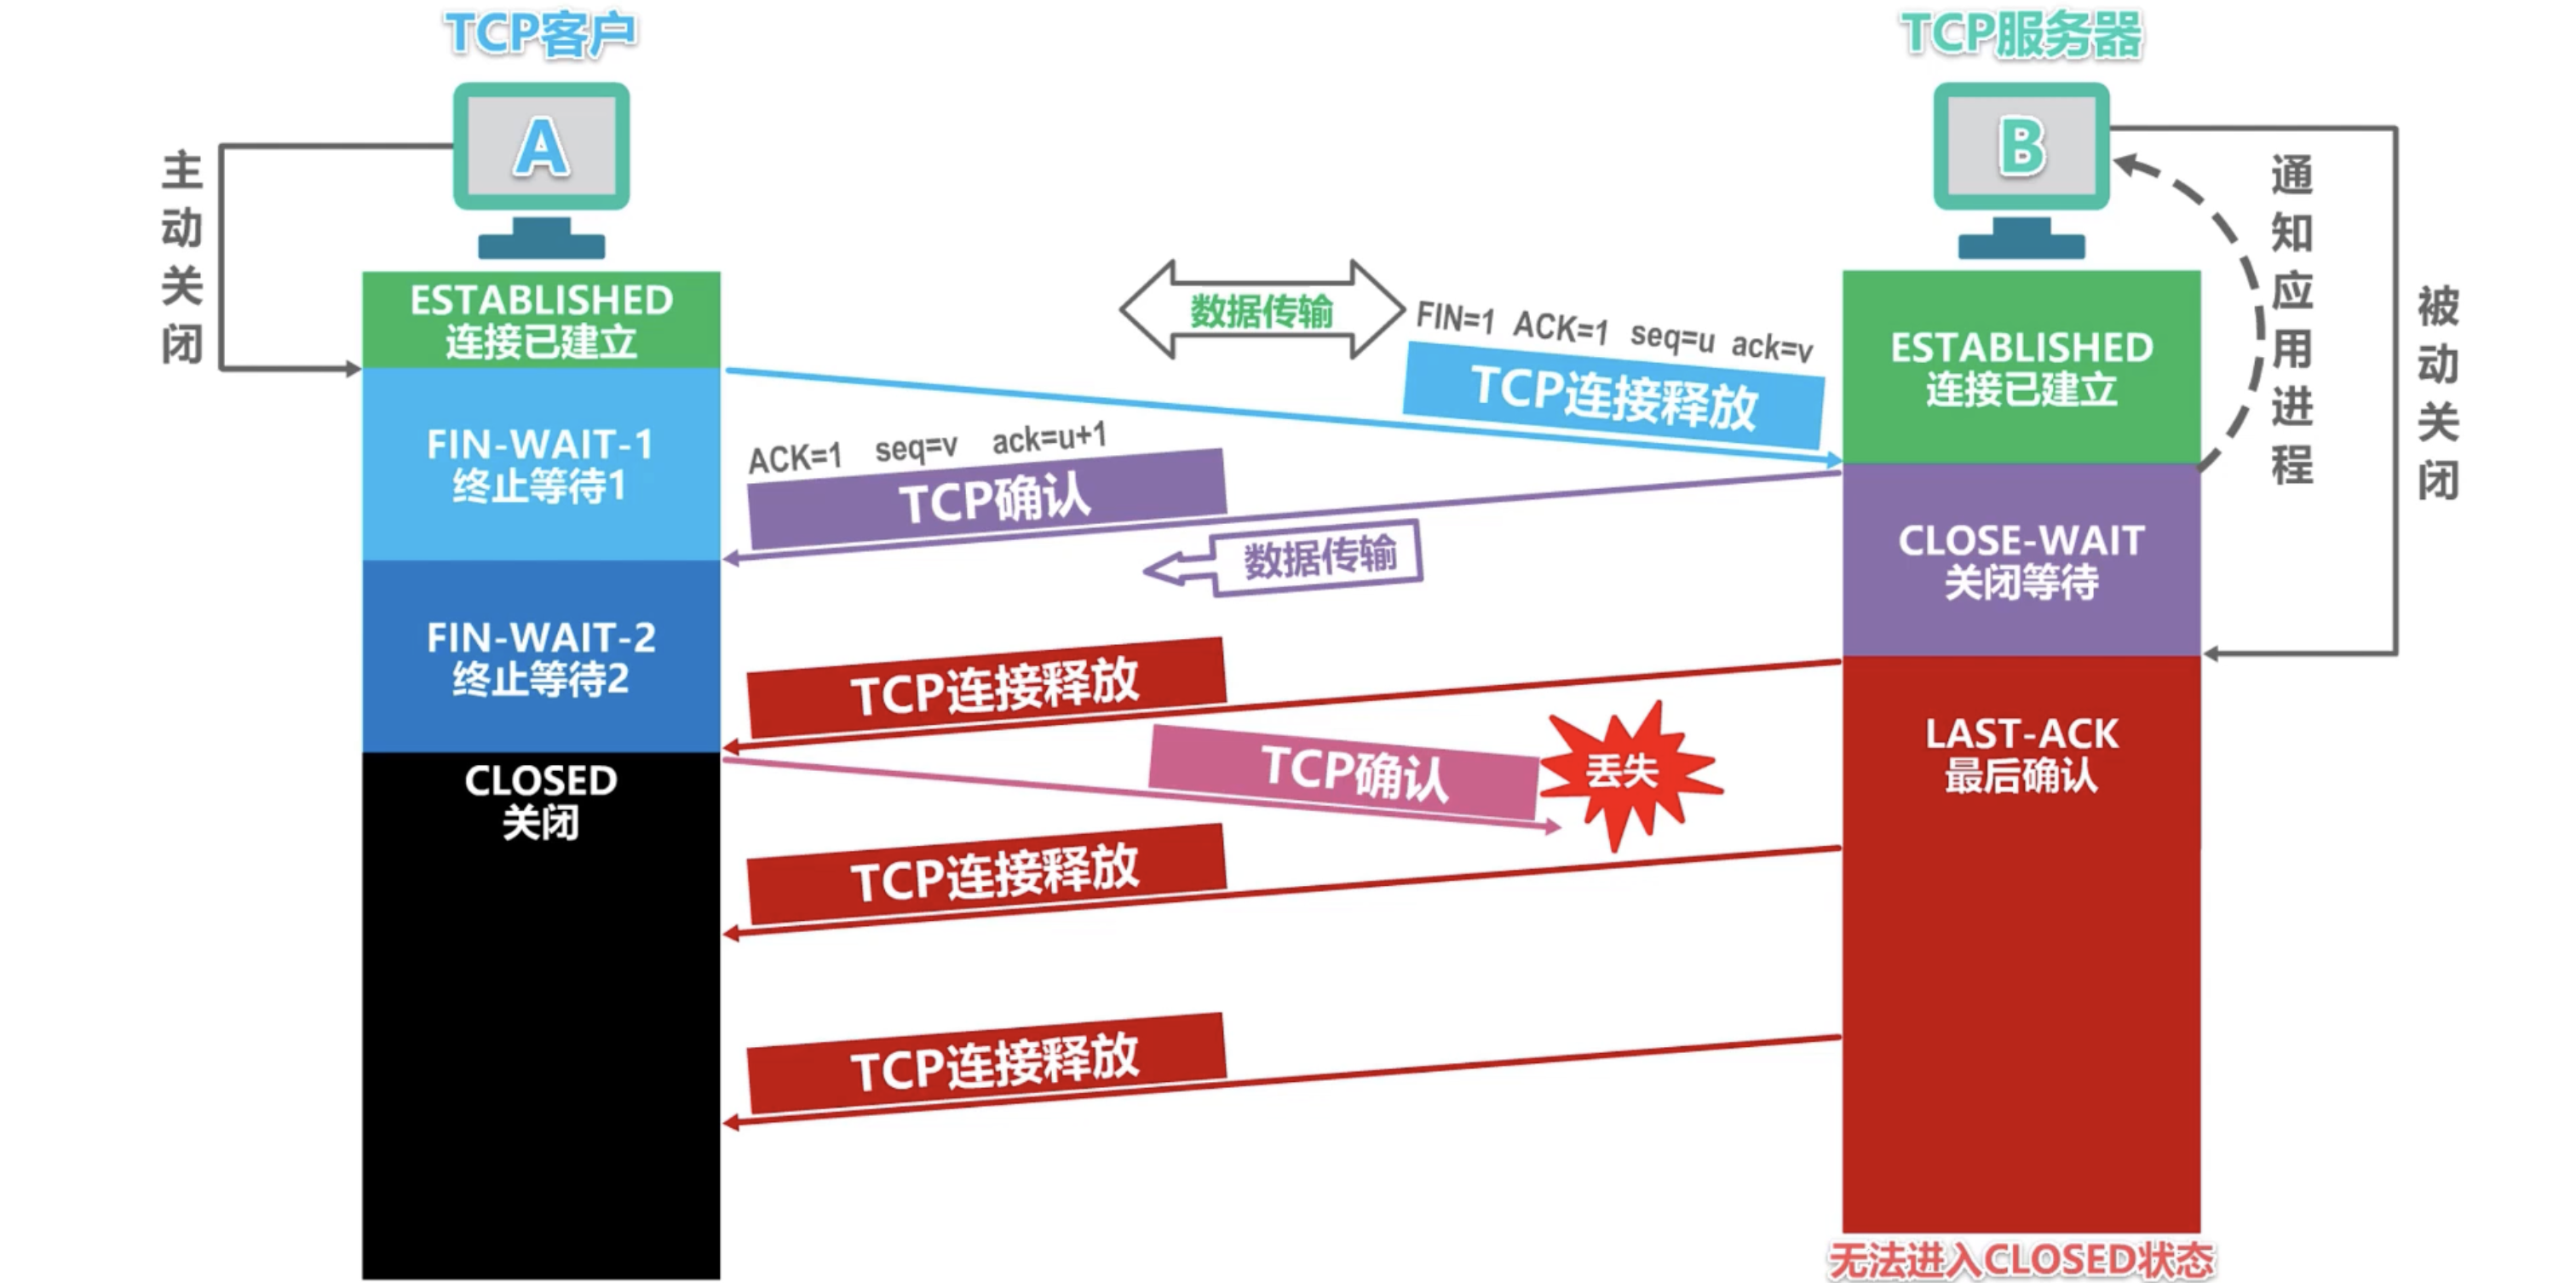 TCP客户
TCP服务器
A
B
主动关闭
通知应用进程
被动关闭
ESTABLISHED
连接已建立
数据传输
FIN=1 ACK=1 seq=u ack=v
TCP连接释放
ESTABLISHED
连接已建立
FIN-WAIT-1
终止等待1
ACK=1 seq=v ack=u+1
TCP确认
数据传输
CLOSE-WAIT
关闭等待
FIN-WAIT-2
终止等待2
TCP连接释放
LAST-ACK
最后确认
TCP确认
丢失
CLOSED
关闭
TCP连接释放
TCP连接释放
无法进入CLOSED状态